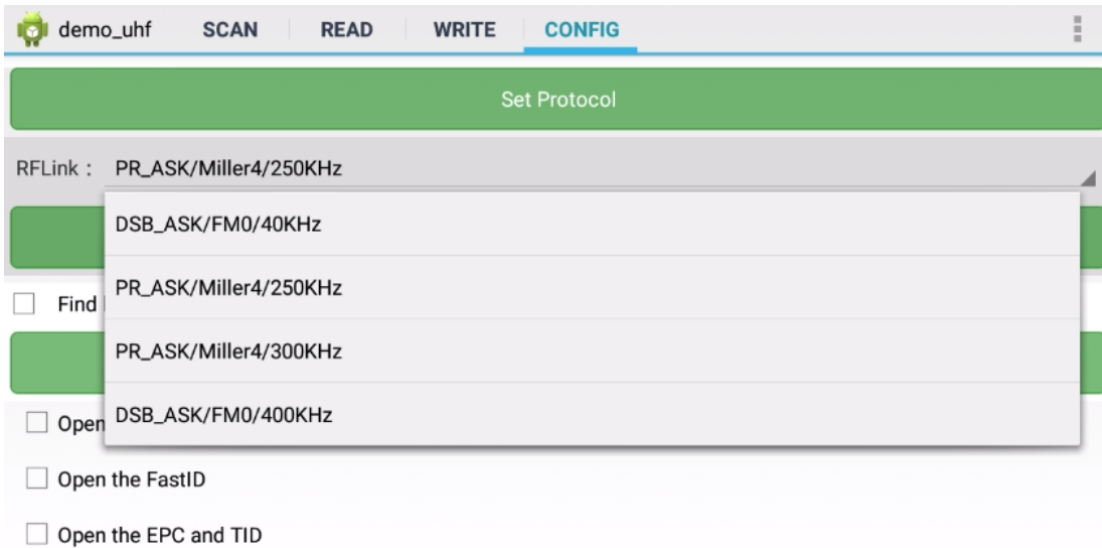 demo_uhf SCAN READ WRITE CONFIG
Set Protocol
RFLink : PR_ASK/Miller4/250KHz
DSB_ASK/FM0/40KHz
PR_ASK/Miller4/250KHz
Find
PR_ASK/Miller4/300KHz
DSB_ASK/FM0/400KHz
Open
Open the FastID
Open the EPC and TID